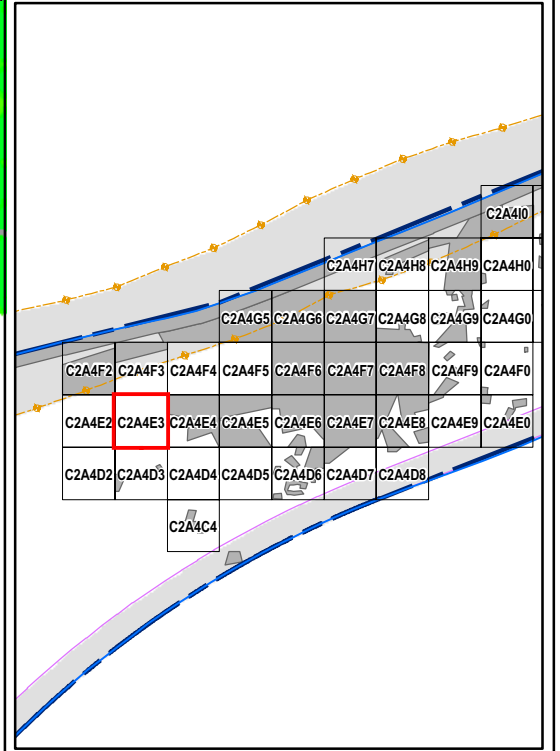 C2A4I0
C2A4H7 C2A4H8 C2A4H9 C2A4H0
C2A4G5 C2A4G6 C2A4G7 C2A4G8 C2A4G9 C2A4G0
C2A4F2 C2A4F3 C2A4F4 C2A4F5 C2A4F6 C2A4F7 C2A4F8 C2A4F9 C2A4F0
C2A4E2 C2A4E3 C2A4E4 C2A4E5 C2A4E6 C2A4E7 C2A4E8 C2A4E9 C2A4E0
C2A4D2 C2A4D3 C2A4D4 C2A4D5 C2A4D6 C2A4D7 C2A4D8
C2A4C4